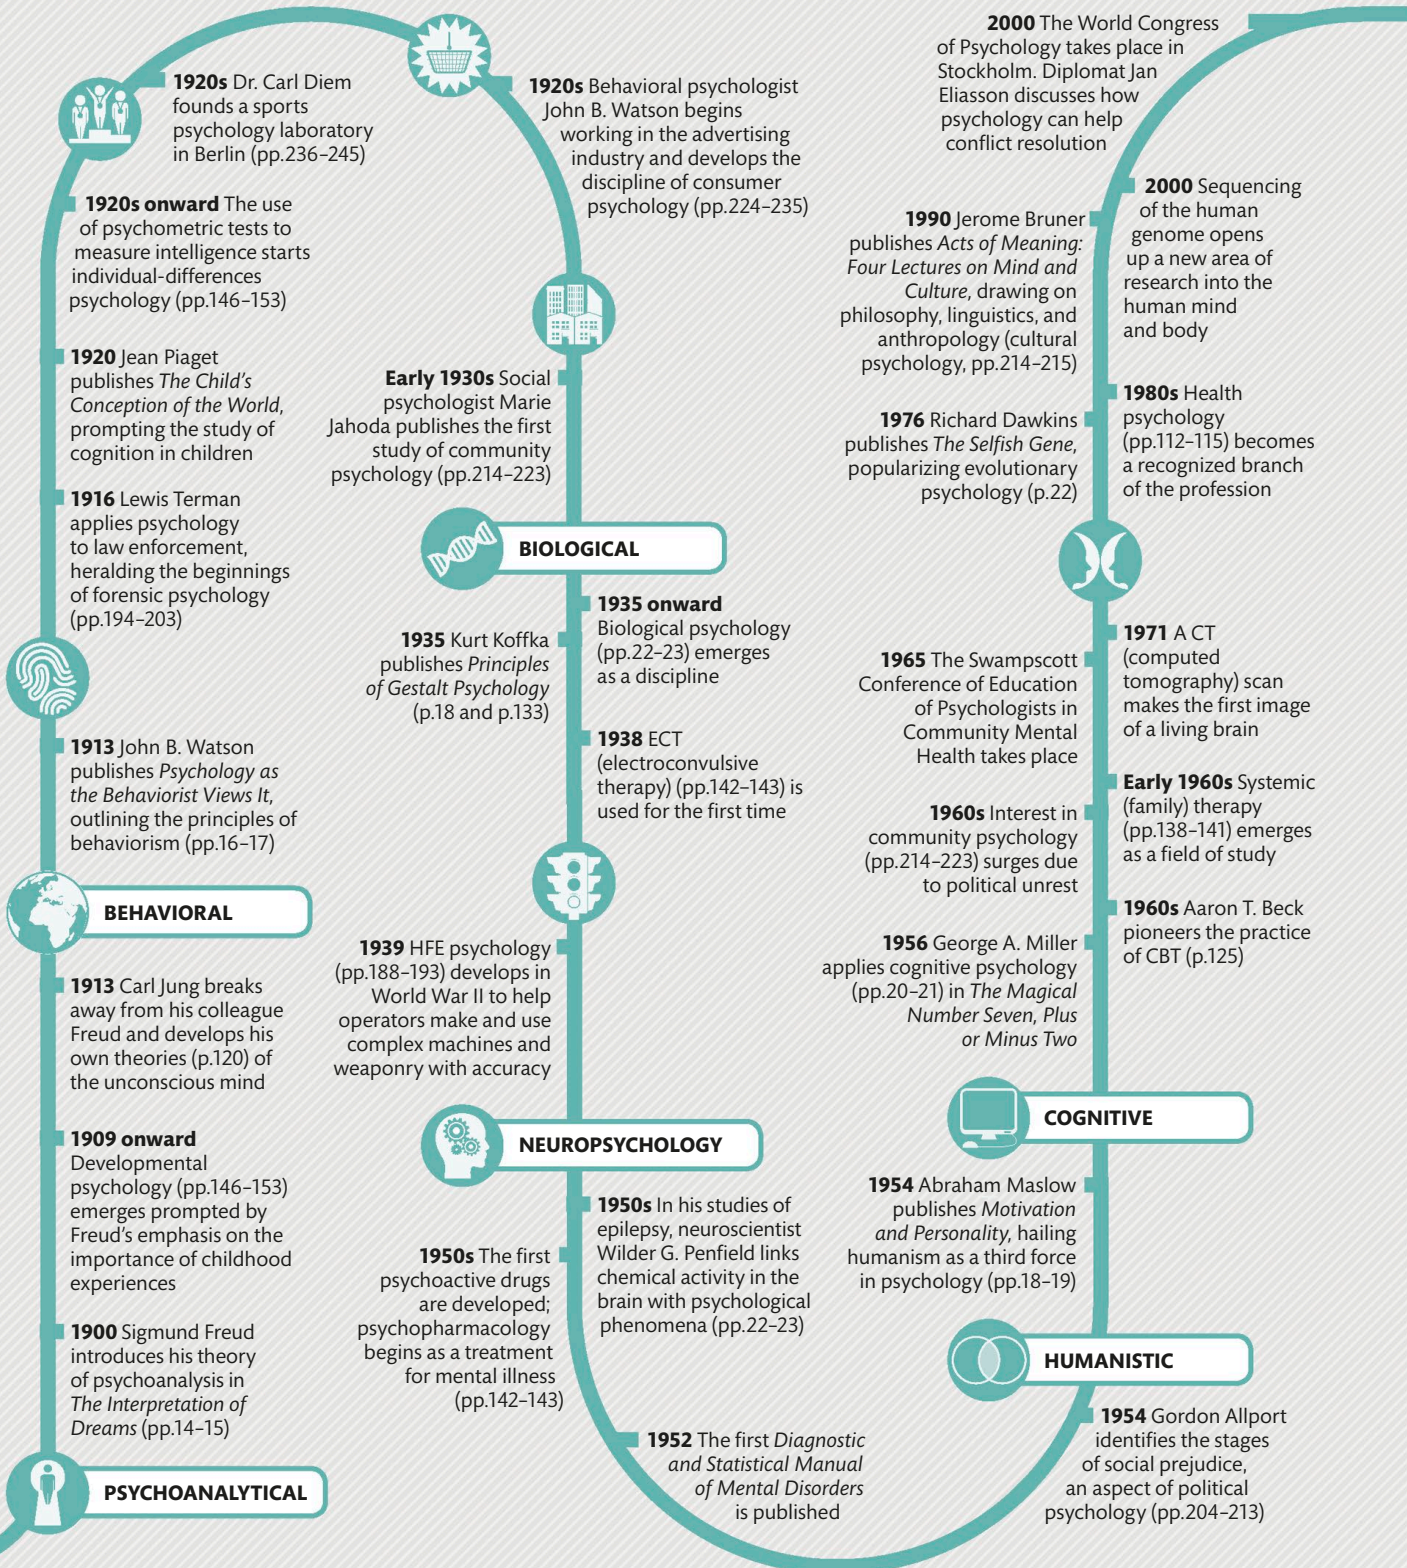 PSYCHOANALYTICAL
1900 Sigmund Freud
introduces his theory
of psychoanalysis in
The Interpretation of
Dreams (pp.14–15)
1909 onward
Developmental
psychology (pp.146–153)
emerges prompted by
Freud's emphasis on the
importance of childhood
experiences
1913 Carl Jung breaks
away from his colleague
Freud and develops his
own theories (p.120) of
the unconscious mind
BEHAVIORAL
1913 John B. Watson
publishes Psychology as
the Behaviorist Views It,
outlining the principles of
behaviorism (pp.16–17)
1916 Lewis Terman
applies psychology
to law enforcement,
heralding the beginnings
of forensic psychology
(pp.194–203)
1920 Jean Piaget
publishes The Child's
Conception of the World,
prompting the study of
cognition in children
1920s onward The use
of psychometric tests to
measure intelligence starts
individual-differences
psychology (pp.146–153)
1920s Dr. Carl Diem
founds a sports
psychology laboratory
in Berlin (pp.236–245)
1920s Behavioral psychologist
John B. Watson begins
working in the advertising
industry and develops the
discipline of consumer
psychology (pp.224–235)
Early 1930s Social
psychologist Marie
Jahoda publishes the first
study of community
psychology (pp.214–223)
BIOLOGICAL
1935 onward
Biological psychology
(pp.22–23) emerges
as a discipline
1935 Kurt Koffka
publishes Principles
of Gestalt Psychology
(p.18 and p.133)
1938 ECT
(electroconvulsive
therapy) (pp.142–143) is
used for the first time
1939 HFE psychology
(pp.188–193) develops in
World War II to help
operators make and use
complex machines and
weaponry with accuracy
NEUROPSYCHOLOGY
1950s In his studies of
epilepsy, neuroscientist
Wilder G. Penfield links
chemical activity in the
brain with psychological
phenomena (pp.22–23)
1950s The first
psychoactive drugs
are developed;
psychopharmacology
begins as a treatment
for mental illness
(pp.142–143)
1952 The first Diagnostic
and Statistical Manual
of Mental Disorders
is published
1954 Gordon Allport
identifies the stages
of social prejudice,
an aspect of political
psychology (pp.204–213)
HUMANISTIC
1954 Abraham Maslow
publishes Motivation
and Personality, hailing
humanism as a third force
in psychology (pp.18–19)
COGNITIVE
1956 George A. Miller
applies cognitive psychology
(pp.20–21) in The Magical
Number Seven, Plus
or Minus Two
1960s Aaron T. Beck
pioneers the practice
of CBT (p.125)
1960s Interest in
community psychology
(pp.214–223) surges due
to political unrest
Early 1960s Systemic
(family) therapy
(pp.138–141) emerges
as a field of study
1965 The Swampscott
Conference of Education
of Psychologists in
Community Mental
Health takes place
1971 A CT
(computed
tomography) scan
makes the first image
of a living brain
1976 Richard Dawkins
publishes The Selfish Gene,
popularizing evolutionary
psychology (p.22)
1980s Health
psychology
(pp.112–115) becomes
a recognized branch
of the profession
1990 Jerome Bruner
publishes Acts of Meaning:
Four Lectures on Mind and
Culture, drawing on
philosophy, linguistics, and
anthropology (cultural
psychology, pp.214–215)
2000 Sequencing
of the human
genome opens
up a new area of
research into the
human mind
and body
2000 The World Congress
of Psychology takes place in
Stockholm. Diplomat Jan
Eliasson discusses how
psychology can help
conflict resolution